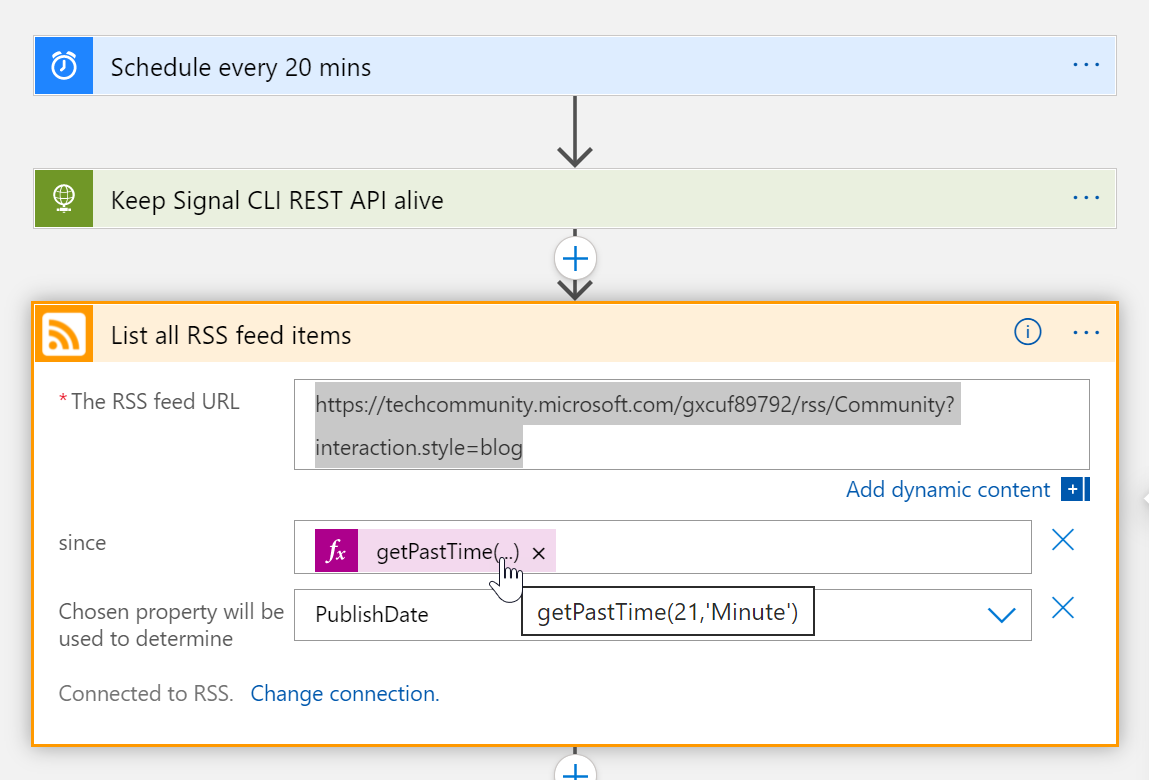 Schedule every 20 mins
Keep Signal CLI REST API alive
List all RSS feed items
*The RSS feed URL
https://techcommunity.microsoft.com/gxcuf89792/rss/Community?
interaction.style=blog
Add dynamic content
since
fx getPastTime(...) ×
getPastTime(21,'Minute')
Chosen property will be
used to determine
PublishDate
Connected to RSS. Change connection.